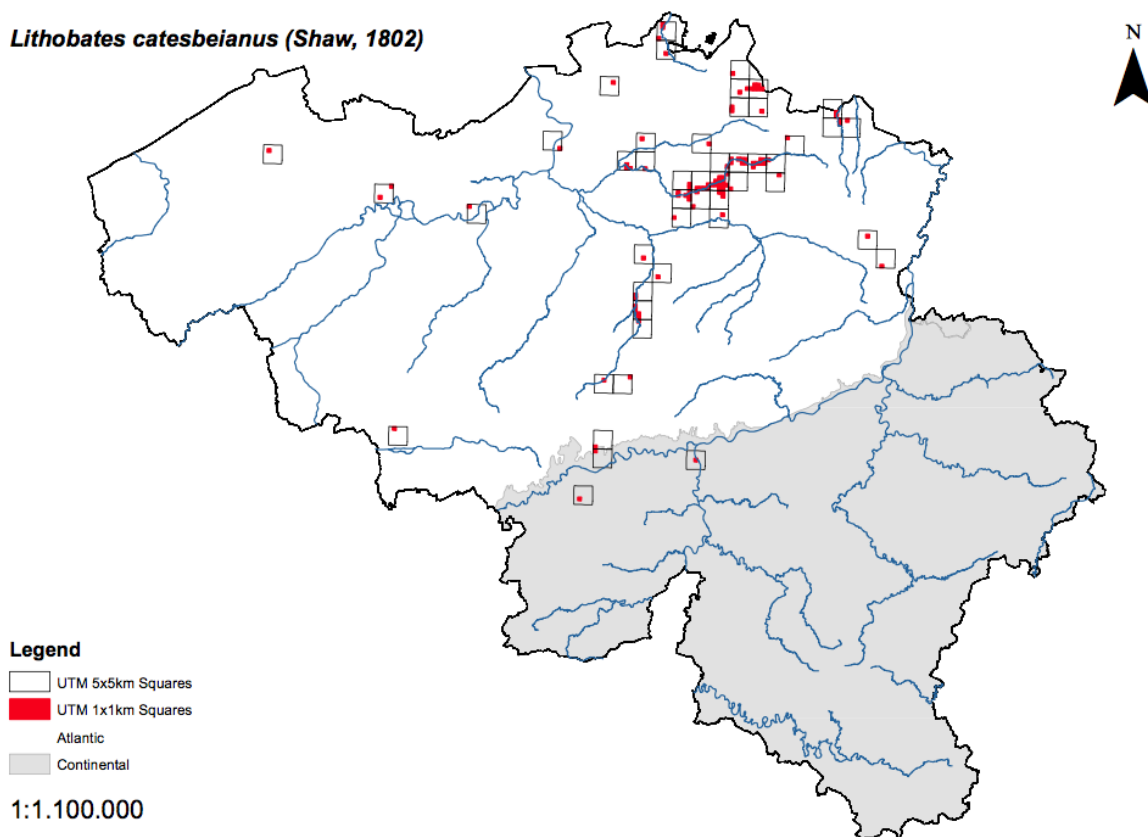 Lithobates catesbeianus (Shaw, 1802)
N
Legend
UTM 5x5km Squares
UTM 1x1km Squares
Atlantic
Continental
1:1.100.000